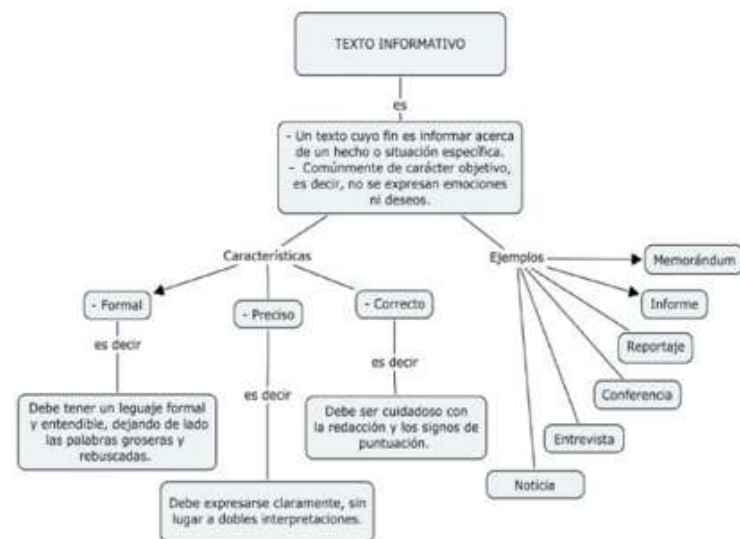 TEXTO INFORMATIVO
es
- Un texto cuyo fin es informar acerca
de un hecho o situación específica.
- Comúnmente de carácter objetivo,
es decir, no se expresan emociones
ni deseos.
Características
- Formal
es decir
Debe tener un leguaje formal
y entendible, dejando de lado
las palabras groseras y
rebuscadas.
- Preciso
es decir
Debe expresarse claramente, sin
lugar a dobles interpretaciones.
- Correcto
es decir
Debe ser cuidadoso con
la redacción y los signos de
puntuación.
Ejemplos
Memorándum
Informe
Reportaje
Conferencia
Entrevista
Noticia